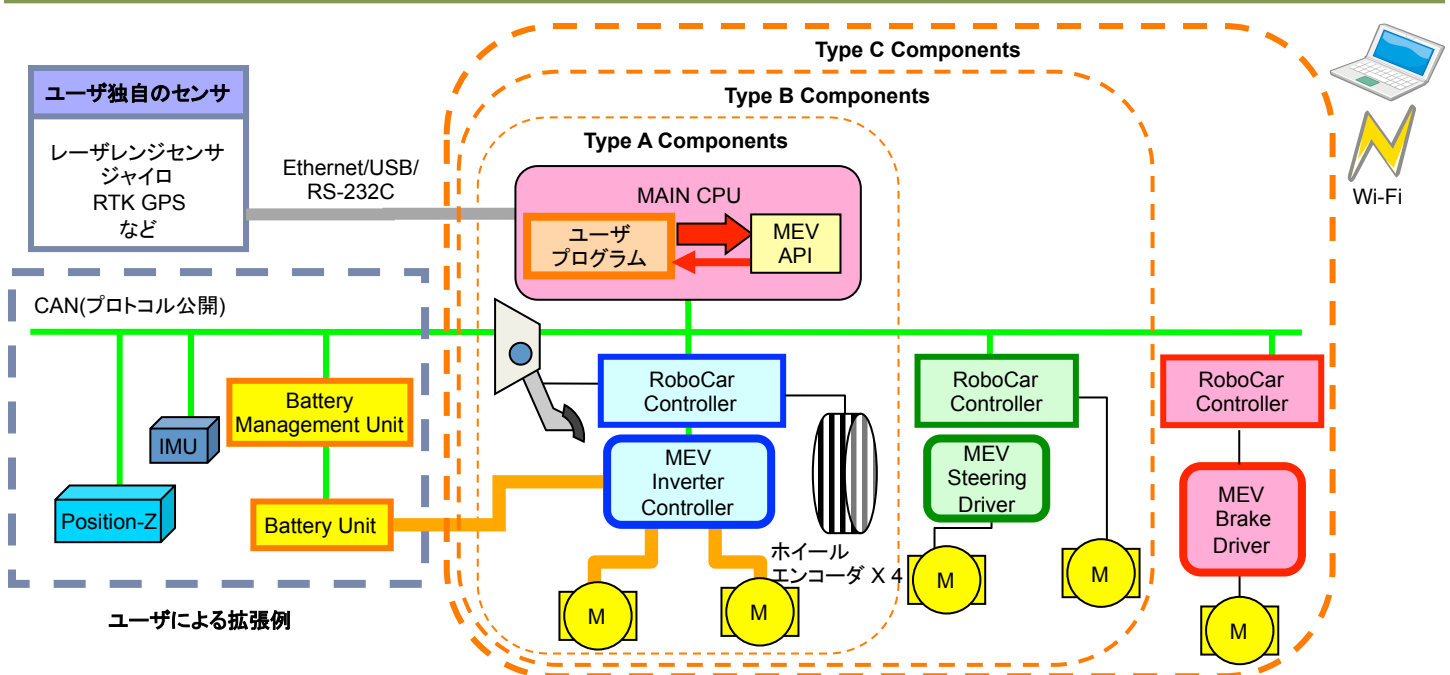 Type C Components
Type B Components
Type A Components
ユーザ独自のセンサ
レーザレンジセンサ
ジャイロ
RTK GPS
など
Ethernet/USB/
RS-232C
MAIN CPU
ユーザ
プログラム
MEV
API
Wi-Fi
CAN(プロトコル公開)
Battery
Management Unit
IMU
Position-Z
Battery Unit
ユーザによる拡張例
RoboCar
Controller
MEV
Inverter
Controller
ホイール
エンコーダ X 4
M
M
RoboCar
Controller
MEV
Steering
Driver
M
M
RoboCar
Controller
MEV
Brake
Driver
M